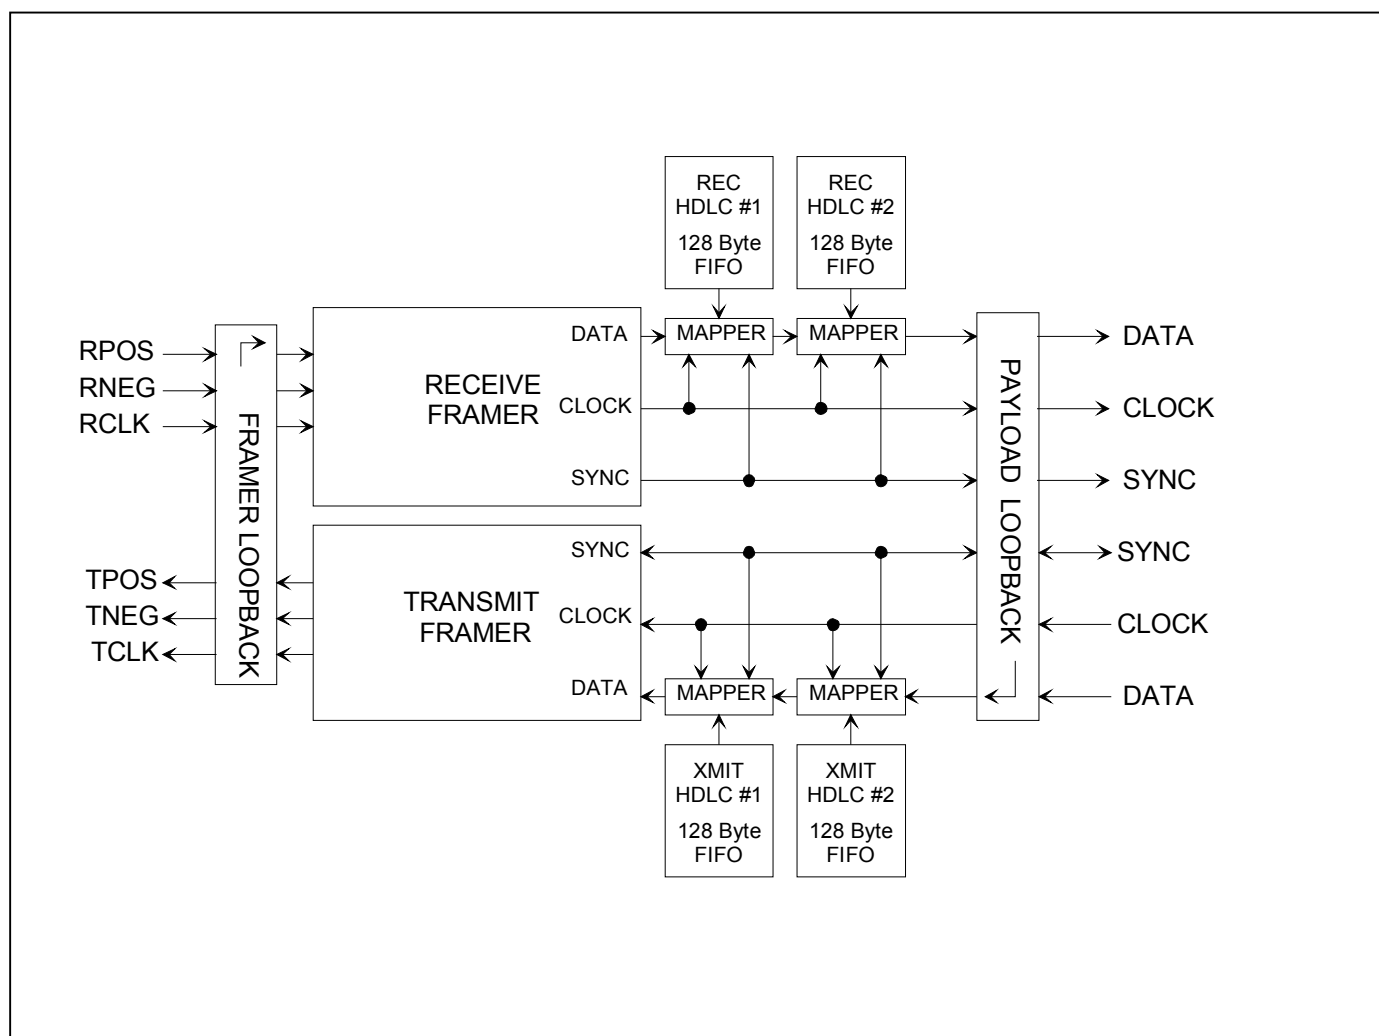 REC
HDLC #1
128 Byte
FIFO
REC
HDLC #2
128 Byte
FIFO
RPOS
RNEG
RCLK
FRAMER LOOPBACK
RECEIVE
FRAMER
DATA
CLOCK
SYNC
MAPPER
MAPPER
PAYLOAD LOOPBACK
DATA
CLOCK
SYNC
TPOS
TNEG
TCLK
TRANSMIT
FRAMER
SYNC
CLOCK
DATA
MAPPER
MAPPER
SYNC
CLOCK
DATA
XMIT
HDLC #1
128 Byte
FIFO
XMIT
HDLC #2
128 Byte
FIFO